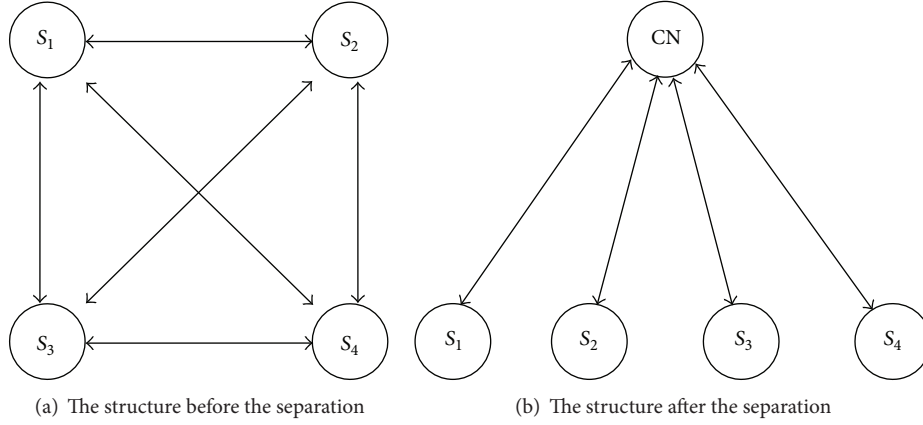 S1
S2
S3
S4
(a) The structure before the separation
CN
S1
S2
S3
S4
(b) The structure after the separation